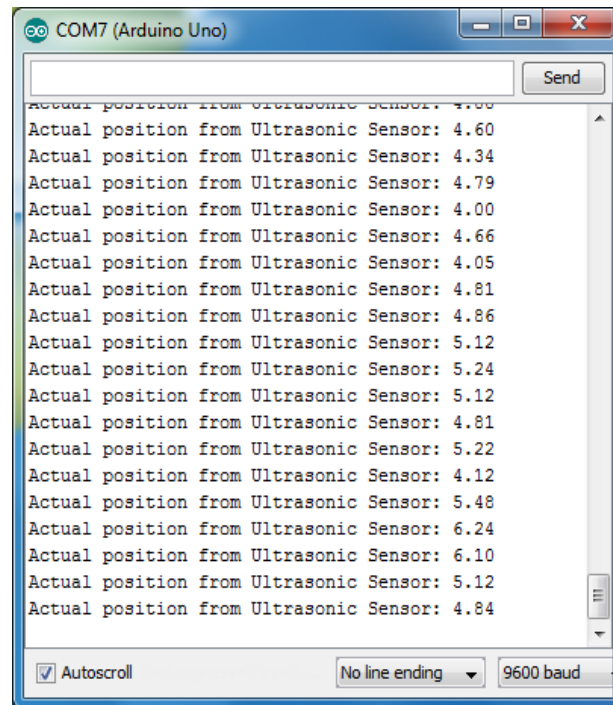 COM7 (Arduino Uno)
Send
Actual position from Ultrasonic Sensor:
Actual position from Ultrasonic Sensor: 4.60
Actual position from Ultrasonic Sensor: 4.34
Actual position from Ultrasonic Sensor: 4.79
Actual position from Ultrasonic Sensor: 4.00
Actual position from Ultrasonic Sensor: 4.66
Actual position from Ultrasonic Sensor: 4.05
Actual position from Ultrasonic Sensor: 4.81
Actual position from Ultrasonic Sensor: 4.86
Actual position from Ultrasonic Sensor: 5.12
Actual position from Ultrasonic Sensor: 5.24
Actual position from Ultrasonic Sensor: 5.12
Actual position from Ultrasonic Sensor: 4.81
Actual position from Ultrasonic Sensor: 5.22
Actual position from Ultrasonic Sensor: 4.12
Actual position from Ultrasonic Sensor: 5.48
Actual position from Ultrasonic Sensor: 6.24
Actual position from Ultrasonic Sensor: 6.10
Actual position from Ultrasonic Sensor: 5.12
Actual position from Ultrasonic Sensor: 4.84
Autoscroll
No line ending
9600 baud